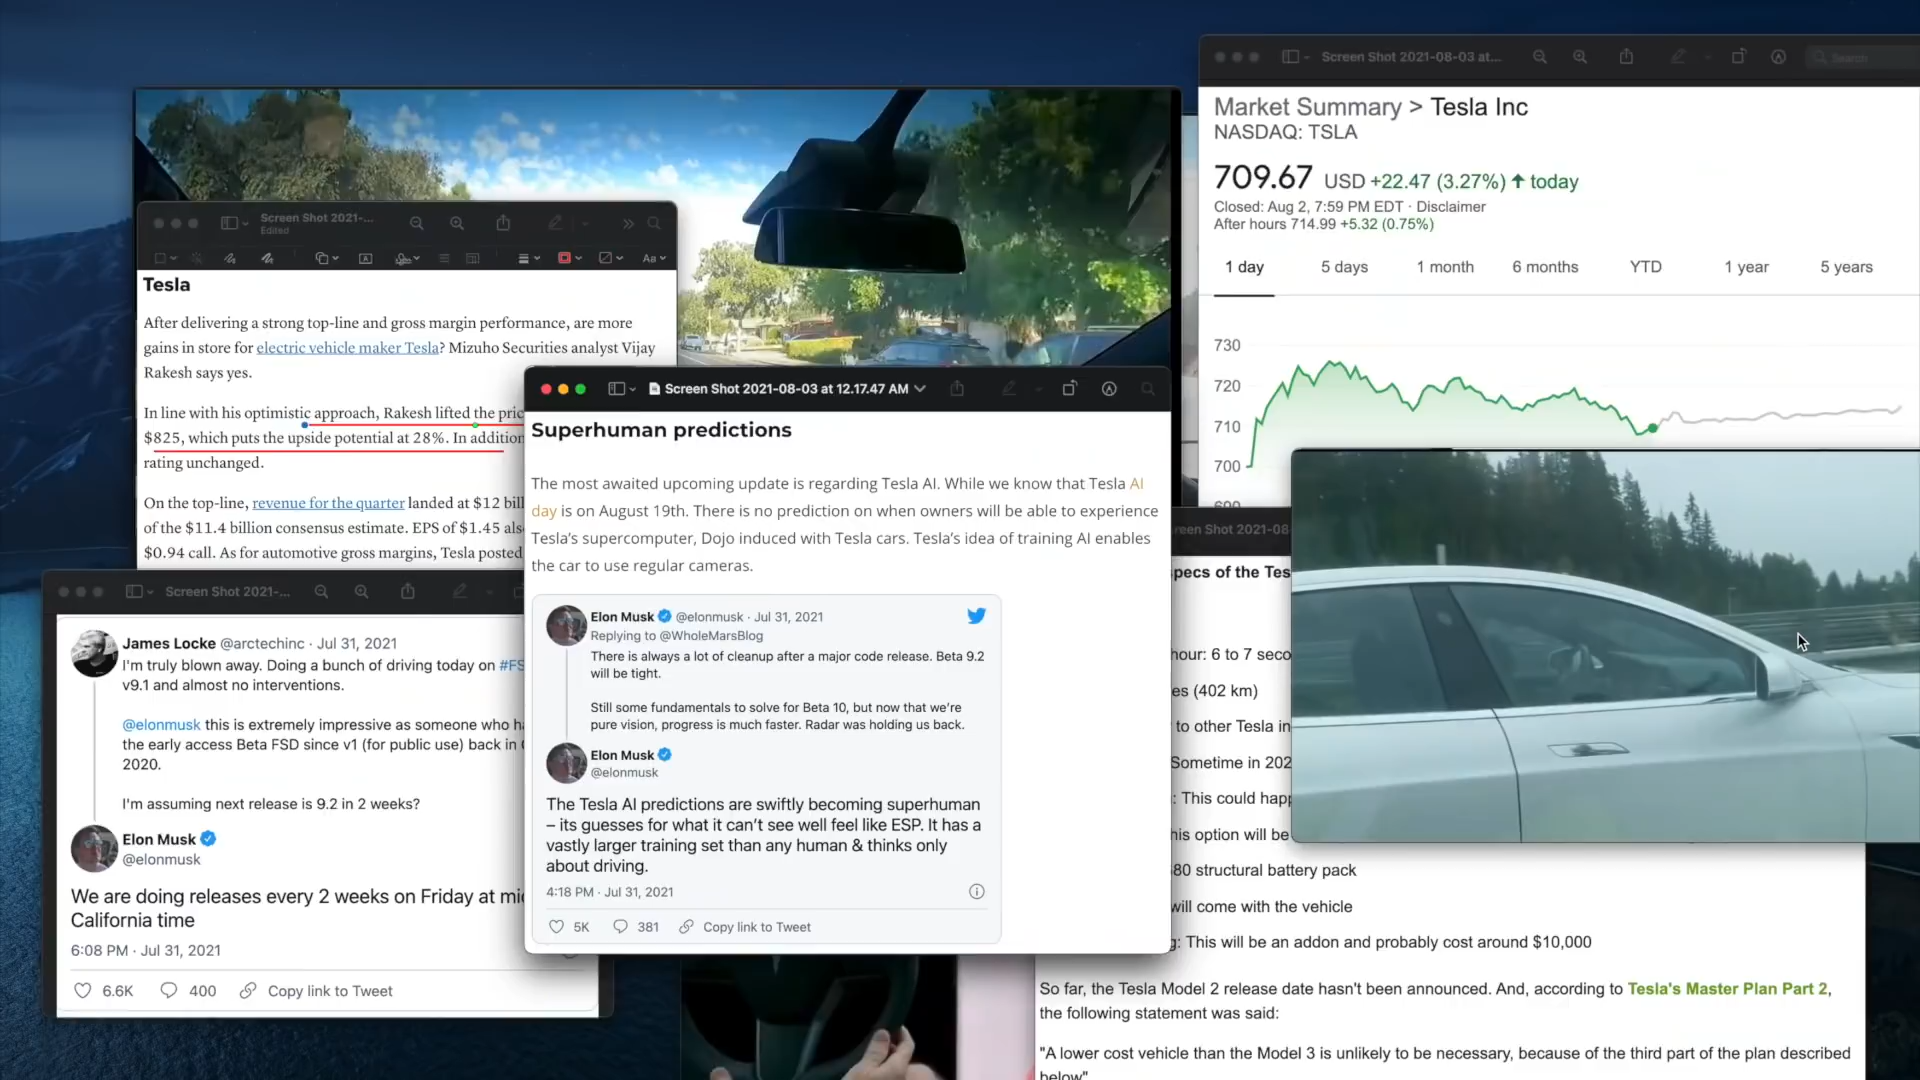 Screen Shot 2021-...
Edited
Aa
Tesla
After delivering a strong top-line and gross margin performance, are more
gains in store for electric vehicle maker Tesla? Mizuho Securities analyst Vijay
Rakesh says yes.
In line with his optimistic approach, Rakesh lifted the pric
$825, which puts the upside potential at 28%. In addition
rating unchanged.
On the top-line, revenue for the quarter landed at $12 bill
of the $11.4 billion consensus estimate. EPS of $1.45 als
$0.94 call. As for automotive gross margins, Tesla posted
Screen Shot 2021-...
James Locke @arctechinc · Jul 31, 2021
I'm truly blown away. Doing a bunch of driving today on #FS
v9.1 and almost no interventions.
@elonmusk this is extremely impressive as someone who ha
the early access Beta FSD since v1 (for public use) back in
2020.
I'm assuming next release is 9.2 in 2 weeks?
Elon Musk
@elonmusk
We are doing releases every 2 weeks on Friday at mid
California time
6:08 PM · Jul 31, 2021
6.6K 400 Copy link to Tweet
Screen Shot 2021-08-03 at 12.17.47 AM
Superhuman predictions
The most awaited upcoming update is regarding Tesla AI. While we know that Tesla AI
day is on August 19th. There is no prediction on when owners will be able to experience
Tesla's supercomputer, Dojo induced with Tesla cars. Tesla's idea of training AI enables
the car to use regular cameras.
Elon Musk @elonmusk · Jul 31, 2021
Replying to @WholeMarsBlog
There is always a lot of cleanup after a major code release. Beta 9.2
will be tight.
Still some fundamentals to solve for Beta 10, but now that we're
pure vision, progress is much faster. Radar was holding us back.
Elon Musk
@elonmusk
The Tesla AI predictions are swiftly becoming superhuman
– its guesses for what it can't see well feel like ESP. It has a
vastly larger training set than any human & thinks only
about driving.
4:18 PM · Jul 31, 2021
5K 381 Copy link to Tweet
Screen Shot 2021-08-03 at...
Search
Market Summary > Tesla Inc
NASDAQ: TSLA
709.67 USD +22.47 (3.27%) ↑ today
Closed: Aug 2, 7:59 PM EDT · Disclaimer
After hours 714.99 +5.32 (0.75%)
1 day 5 days 1 month 6 months YTD 1 year 5 years
730
720
710
700
690
reen Shot 2021-08
pecs of the Tes
hour: 6 to 7 seco
es (402 km)
to other Tesla in
Sometime in 202
: This could happ
his option will be
80 structural battery pack
will come with the vehicle
g: This will be an addon and probably cost around $10,000
So far, the Tesla Model 2 release date hasn't been announced. And, according to Tesla's Master Plan Part 2,
the following statement was said:
"A lower cost vehicle than the Model 3 is unlikely to be necessary, because of the third part of the plan described
below"